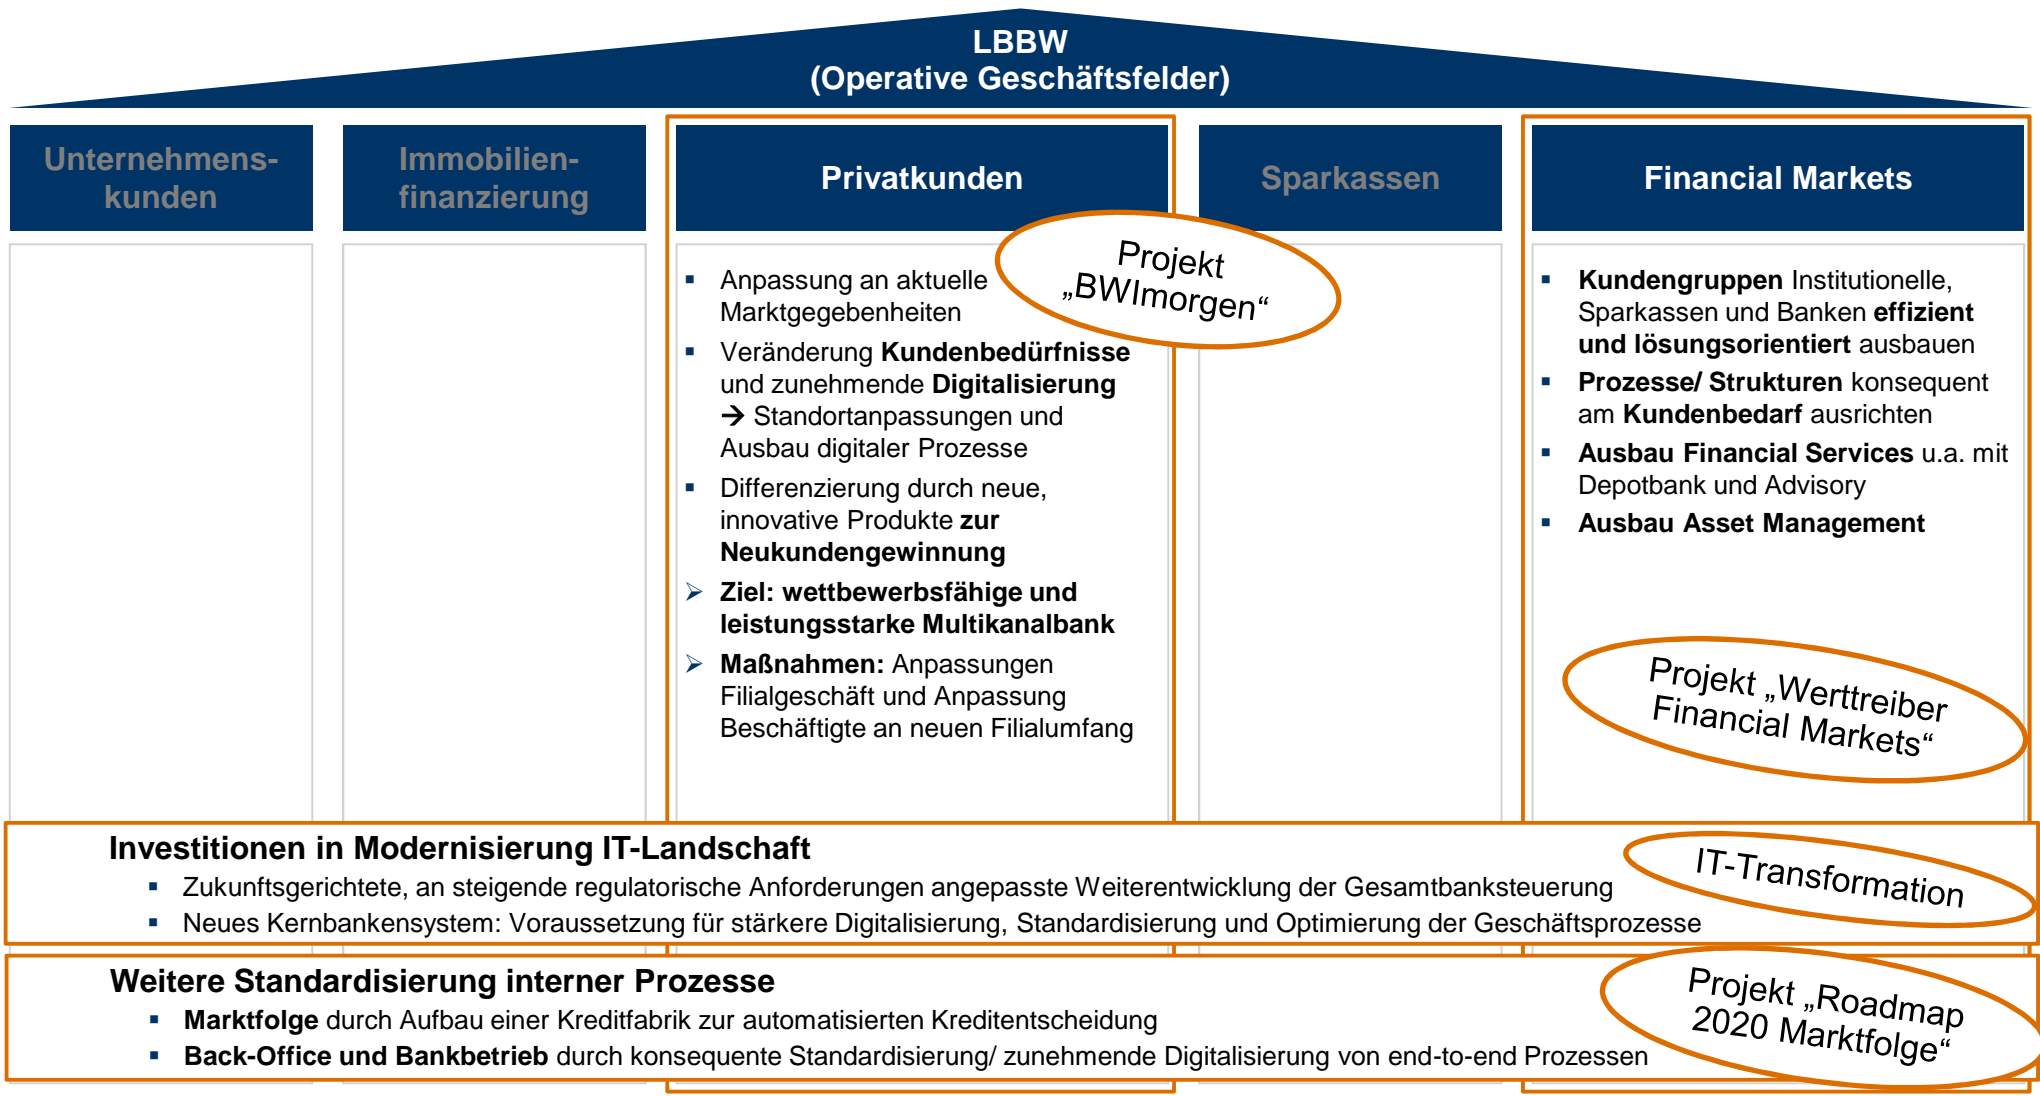 LBBW
(Operative Geschäftsfelder)
Unternehmens-
kunden
Immobilien-
finanzierung
Privatkunden
Sparkassen
Financial Markets
Projekt
„BWImorgen“
▪ Anpassung an aktuelle
Marktgegebenheiten
▪ Veränderung Kundenbedürfnisse
und zunehmende Digitalisierung
→ Standortanpassungen und
Ausbau digitaler Prozesse
▪ Differenzierung durch neue,
innovative Produkte zur
Neukundengewinnung
➢ Ziel: wettbewerbsfähige und
leistungsstarke Multikanalbank
➢ Maßnahmen: Anpassungen
Filialgeschäft und Anpassung
Beschäftigte an neuen Filialumfang
▪ Kundengruppen Institutionelle,
Sparkassen und Banken effizient
und lösungsorientiert ausbauen
▪ Prozesse/ Strukturen konsequent
am Kundenbedarf ausrichten
▪ Ausbau Financial Services u.a. mit
Depotbank und Advisory
▪ Ausbau Asset Management
Projekt „Werttreiber
Financial Markets“
Investitionen in Modernisierung IT-Landschaft
▪ Zukunftsgerichtete, an steigende regulatorische Anforderungen angepasste Weiterentwicklung der Gesamtbanksteuerung
▪ Neues Kernbankensystem: Voraussetzung für stärkere Digitalisierung, Standardisierung und Optimierung der Geschäftsprozesse
IT-Transformation
Weitere Standardisierung interner Prozesse
▪ Marktfolge durch Aufbau einer Kreditfabrik zur automatisierten Kreditentscheidung
▪ Back-Office und Bankbetrieb durch konsequente Standardisierung/ zunehmende Digitalisierung von end-to-end Prozessen
Projekt „Roadmap
2020 Marktfolge“